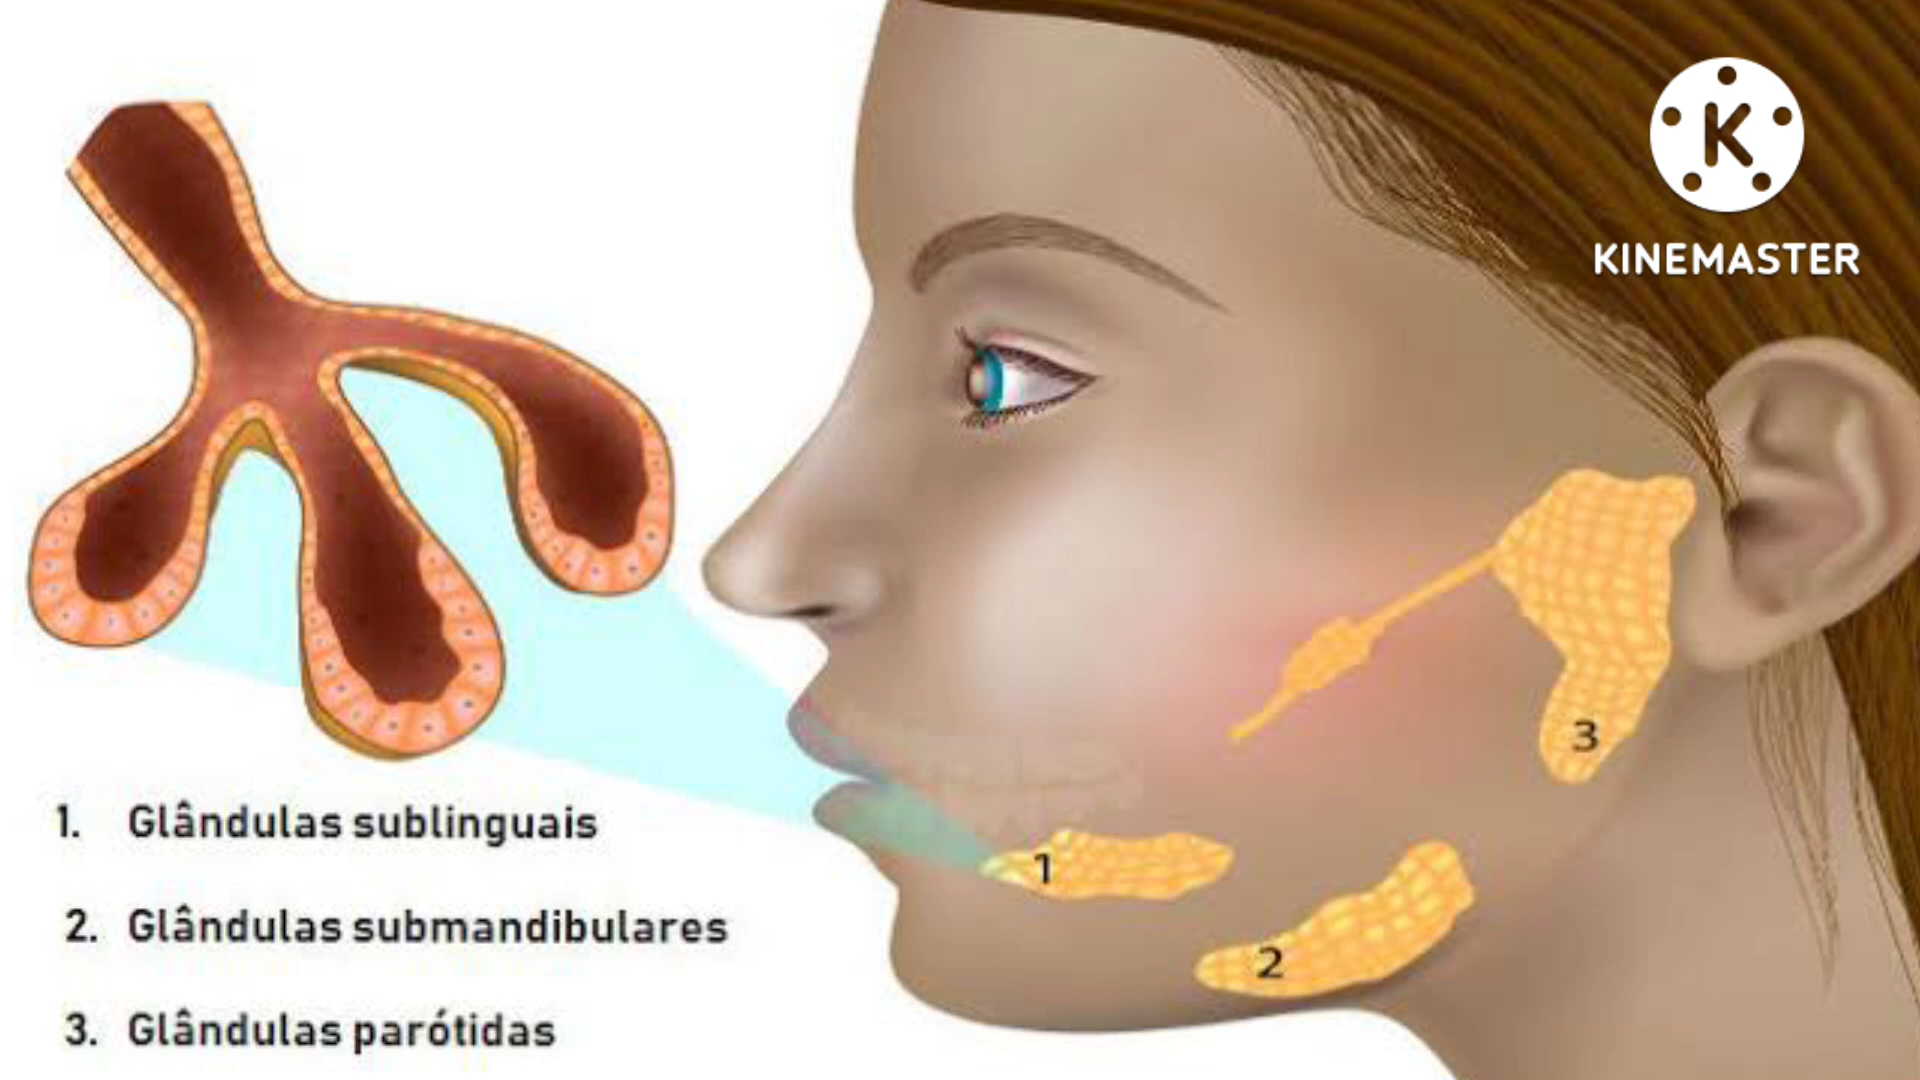 K
KINEMASTER
1
2
3
1. Glândulas sublinguais
2. Glândulas submandibulares
3. Glândulas parótidas